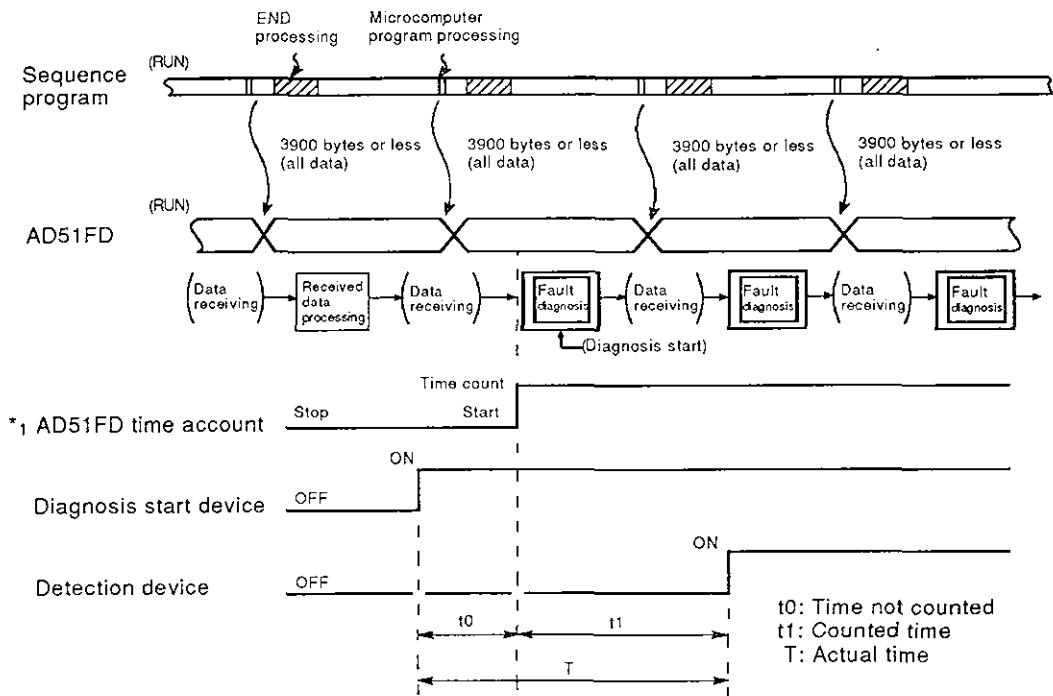 END
processing
Microcomputer
program processing
(RUN)
Sequence
program
3900 bytes or less
(all data)
3900 bytes or less
(all data)
3900 bytes or less
(all data)
3900 bytes or less
(all data)
(RUN)
AD51FD
(Data receiving)
Received data processing
(Data receiving)
Fault diagnosis
(Data receiving)
Fault diagnosis
(Data receiving)
Fault diagnosis
(Diagnosis start)
Time count
*1 AD51FD time account
Stop
Start
ON
Diagnosis start device
OFF
ON
Detection device
OFF
t0
t1
T
t0: Time not counted
t1: Counted time
T: Actual time